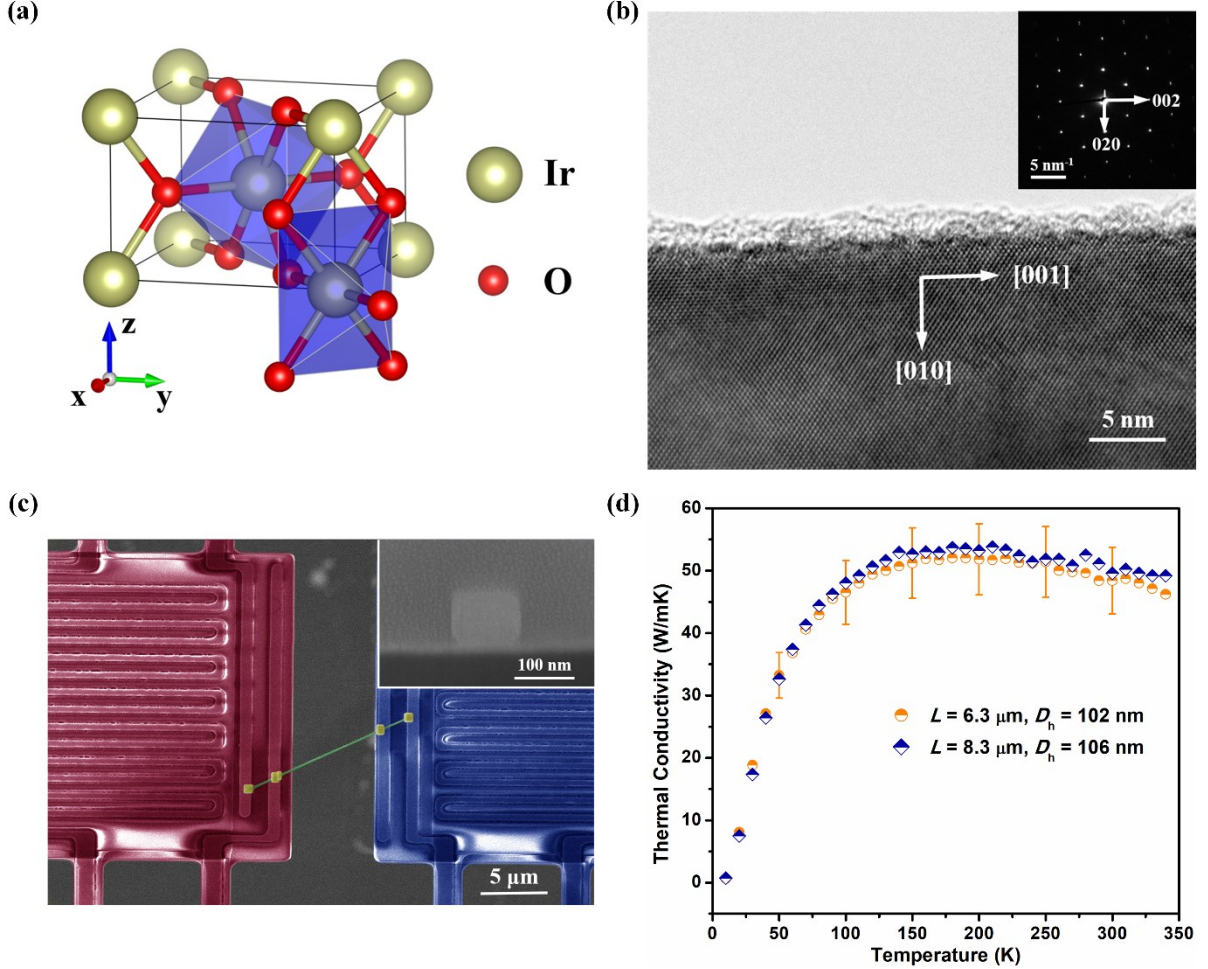 (a)
Ir
O
z
x
y
(b)
002
020
5 nm-1
[001]
[010]
5 nm
(c)
100 nm
5 μm
(d)
Thermal Conductivity (W/mK)
60
50
40
30
20
10
0
L = 6.3 μm, Dh = 102 nm
L = 8.3 μm, Dh = 106 nm
0 50 100 150 200 250 300 350
Temperature (K)